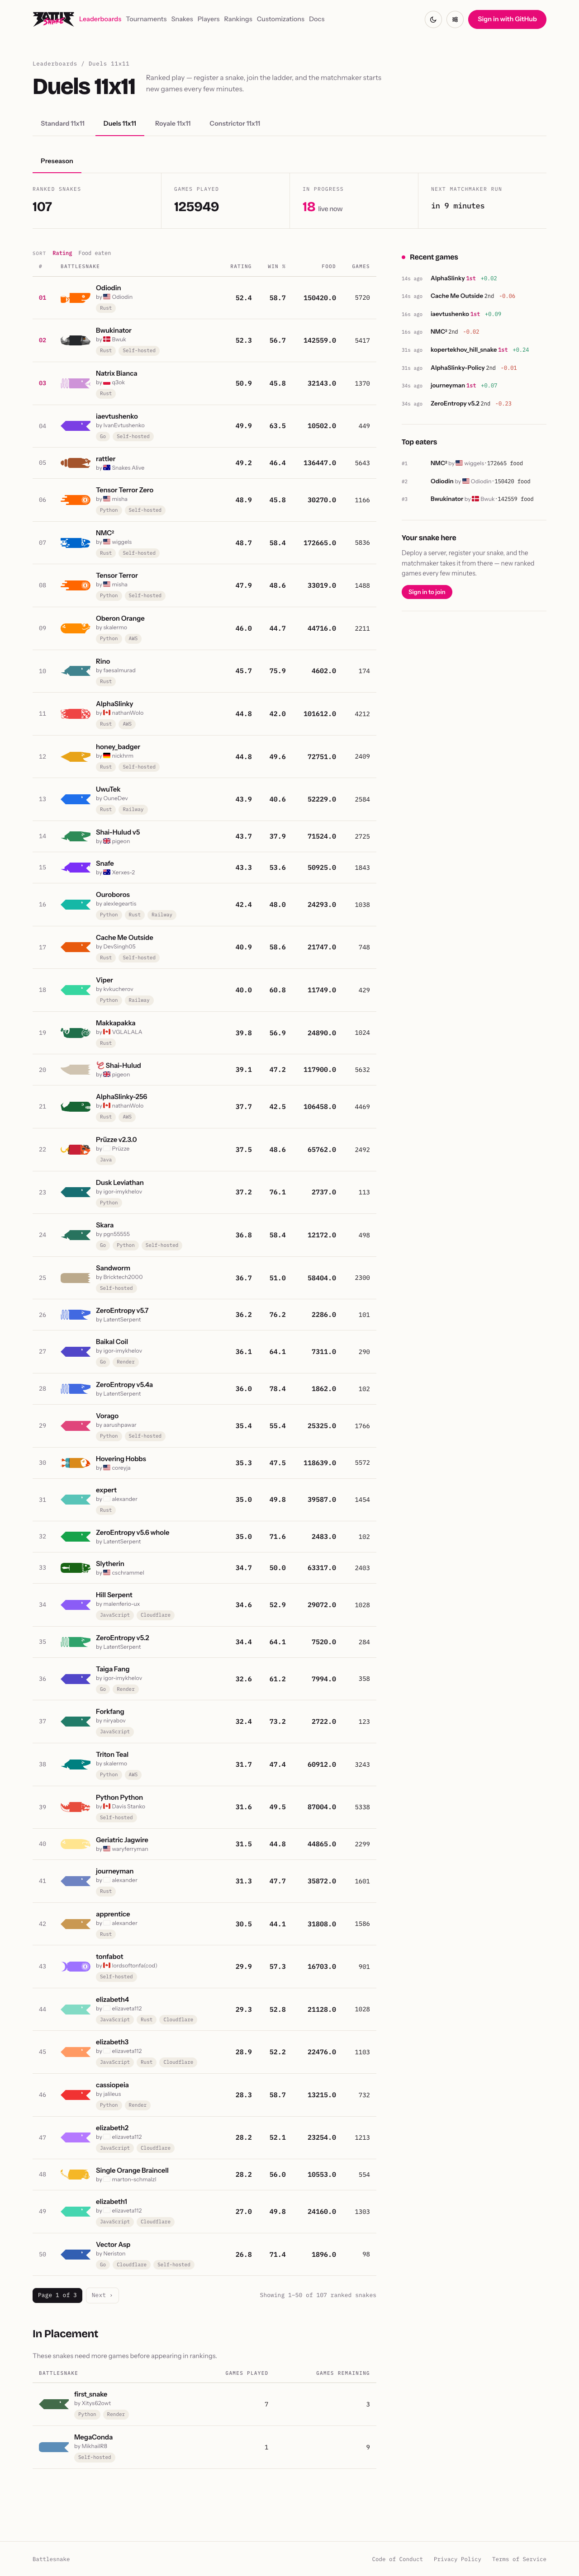 BATTLE SNAKE
Leaderboards Tournaments Snakes Players Rankings Customizations Docs
Sign in with GitHub
Leaderboards / Duels 11x11
Duels 11x11
Ranked play — register a snake, join the ladder, and the matchmaker starts
new games every few minutes.
Standard 11x11 Duels 11x11 Royale 11x11 Constrictor 11x11
Preseason
RANKED SNAKES
107
GAMES PLAYED
125949
IN PROGRESS
18 live now
NEXT MATCHMAKER RUN
in 9 minutes
SORT Rating Food eaten
# BATTLESNAKE RATING WIN % FOOD GAMES
01 Odiodin 52.4 58.7 150420.0 5720
by Odiodin
Rust
02 Bwukinator 52.3 56.7 142559.0 5417
by Bwuk
Rust Self-hosted
03 Natrix Bianca 50.9 45.8 32143.0 1370
by q3ok
Rust
04 iaevtushenko 49.9 63.5 10502.0 449
by IvanEvtushenko
Go Self-hosted
05 rattler 49.2 46.4 136447.0 5643
by Snakes Alive
06 Tensor Terror Zero 48.9 45.8 30270.0 1166
by misha
Python Self-hosted
07 NMC² 48.7 58.4 172665.0 5836
by wiggels
Rust Self-hosted
08 Tensor Terror 47.9 48.6 33019.0 1488
by misha
Python Self-hosted
09 Oberon Orange 46.0 44.7 44716.0 2211
by skalermo
Python AWS
10 Rino 45.7 75.9 4602.0 174
by faesalmurad
Rust
11 AlphaSlinky 44.8 42.0 101612.0 4212
by nathanWolo
Rust AWS
12 honey_badger 44.8 49.6 72751.0 2409
by nickhrm
Rust Self-hosted
13 UwuTek 43.9 40.6 52229.0 2584
by OuneDev
Rust Railway
14 Shai-Hulud v5 43.7 37.9 71524.0 2725
by pigeon
15 Snafe 43.3 53.6 50925.0 1843
by Xerxes-2
16 Ouroboros 42.4 48.0 24293.0 1038
by alexlegeartis
Python Rust Railway
17 Cache Me Outside 40.9 58.6 21747.0 748
by DevSingh05
Rust Self-hosted
18 Viper 40.0 60.8 11749.0 429
by kvkucherov
Python Railway
19 Makkapakka 39.8 56.9 24890.0 1024
by VGLALALA
Rust
20 Shai-Hulud 39.1 47.2 117900.0 5632
by pigeon
21 AlphaSlinky-256 37.7 42.5 106458.0 4469
by nathanWolo
Rust AWS
22 Prüzze v2.3.0 37.5 48.6 65762.0 2492
by Prüzze
Java
23 Dusk Leviathan 37.2 76.1 2737.0 113
by igor-imykhelov
Python
24 Skara 36.8 58.4 12172.0 498
by pgn55555
Go Python Self-hosted
25 Sandworm 36.7 51.0 58404.0 2300
by Bricktech2000
Self-hosted
26 ZeroEntropy v5.7 36.2 76.2 2286.0 101
by LatentSerpent
27 Baikal Coil 36.1 64.1 7311.0 290
by igor-imykhelov
Go Render
28 ZeroEntropy v5.4a 36.0 78.4 1862.0 102
by LatentSerpent
29 Vorago 35.4 55.4 25325.0 1766
by aarushpawar
Python Self-hosted
30 Hovering Hobbs 35.3 47.5 118639.0 5572
by coreyja
31 expert 35.0 49.8 39587.0 1454
by alexander
Rust
32 ZeroEntropy v5.6 whole 35.0 71.6 2483.0 102
by LatentSerpent
33 Slytherin 34.7 50.0 63317.0 2403
by cschrammel
34 Hill Serpent 34.6 52.9 29072.0 1028
by malenferio-ux
JavaScript Cloudflare
35 ZeroEntropy v5.2 34.4 64.1 7520.0 284
by LatentSerpent
36 Taiga Fang 32.6 61.2 7994.0 358
by igor-imykhelov
Go Render
37 Forkfang 32.4 73.2 2722.0 123
by niryabov
JavaScript
38 Triton Teal 31.7 47.4 60912.0 3243
by skalermo
Python AWS
39 Python Python 31.6 49.5 87004.0 5338
by Davis Stanko
Self-hosted
40 Geriatric Jagwire 31.5 44.8 44865.0 2299
by waryferryman
41 journeyman 31.3 47.7 35872.0 1601
by alexander
Rust
42 apprentice 30.5 44.1 31808.0 1586
by alexander
Rust
43 tonfabot 29.9 57.3 16703.0 901
by lordsoftonfa(cod)
Self-hosted
44 elizabeth4 29.3 52.8 21128.0 1028
by elizaveta112
JavaScript Rust Cloudflare
45 elizabeth3 28.9 52.2 22476.0 1103
by elizaveta112
JavaScript Rust Cloudflare
46 cassiopeia 28.3 58.7 13215.0 732
by jalileus
Python Render
47 elizabeth2 28.2 52.1 23254.0 1213
by elizaveta112
JavaScript Cloudflare
48 Single Orange Braincell 28.2 56.0 10553.0 554
by marton-schmalzl
49 elizabeth1 27.0 49.8 24160.0 1303
by elizaveta112
JavaScript Cloudflare
50 Vector Asp 26.8 71.4 1896.0 98
by Neriston
Go Cloudflare Self-hosted
Page 1 of 3 Next › Showing 1–50 of 107 ranked snakes
Recent games
14s ago AlphaSlinky 1st +0.02
14s ago Cache Me Outside 2nd -0.06
16s ago iaevtushenko 1st +0.09
16s ago NMC² 2nd -0.02
31s ago kopertekhov_hill_snake 1st +0.24
31s ago AlphaSlinky-Policy 2nd -0.01
34s ago journeyman 1st +0.07
34s ago ZeroEntropy v5.2 2nd -0.23
Top eaters
#1 NMC² by wiggels · 172665 food
#2 Odiodin by Odiodin · 150420 food
#3 Bwukinator by Bwuk · 142559 food
Your snake here
Deploy a server, register your snake, and the
matchmaker takes it from there — new ranked
games every few minutes.
Sign in to join
In Placement
These snakes need more games before appearing in rankings.
BATTLESNAKE GAMES PLAYED GAMES REMAINING
first_snake 7 3
by Xityx62owt
Python Render
MegaConda 1 9
by MikhailRB
Self-hosted
Battlesnake Code of Conduct Privacy Policy Terms of Service